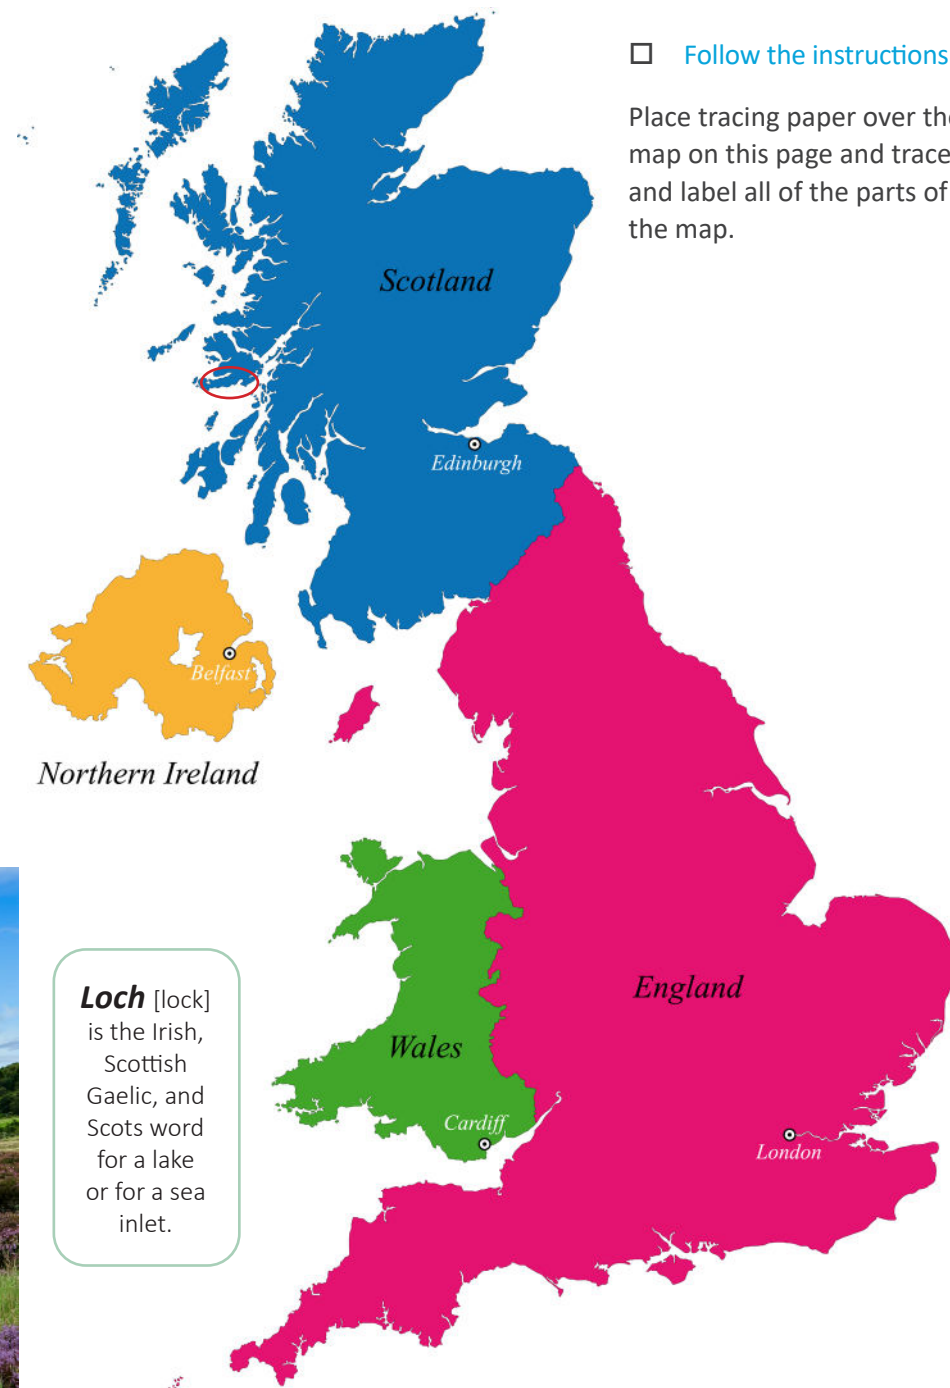 ☐ Follow the instructions
Place tracing paper over the
map on this page and trace
and label all of the parts of
the map.
Scotland
Edinburgh
Belfast
Northern Ireland
England
Wales
Cardiff
London
Loch [lock]
is the Irish,
Scottish
Gaelic, and
Scots word
for a lake
or for a sea
inlet.